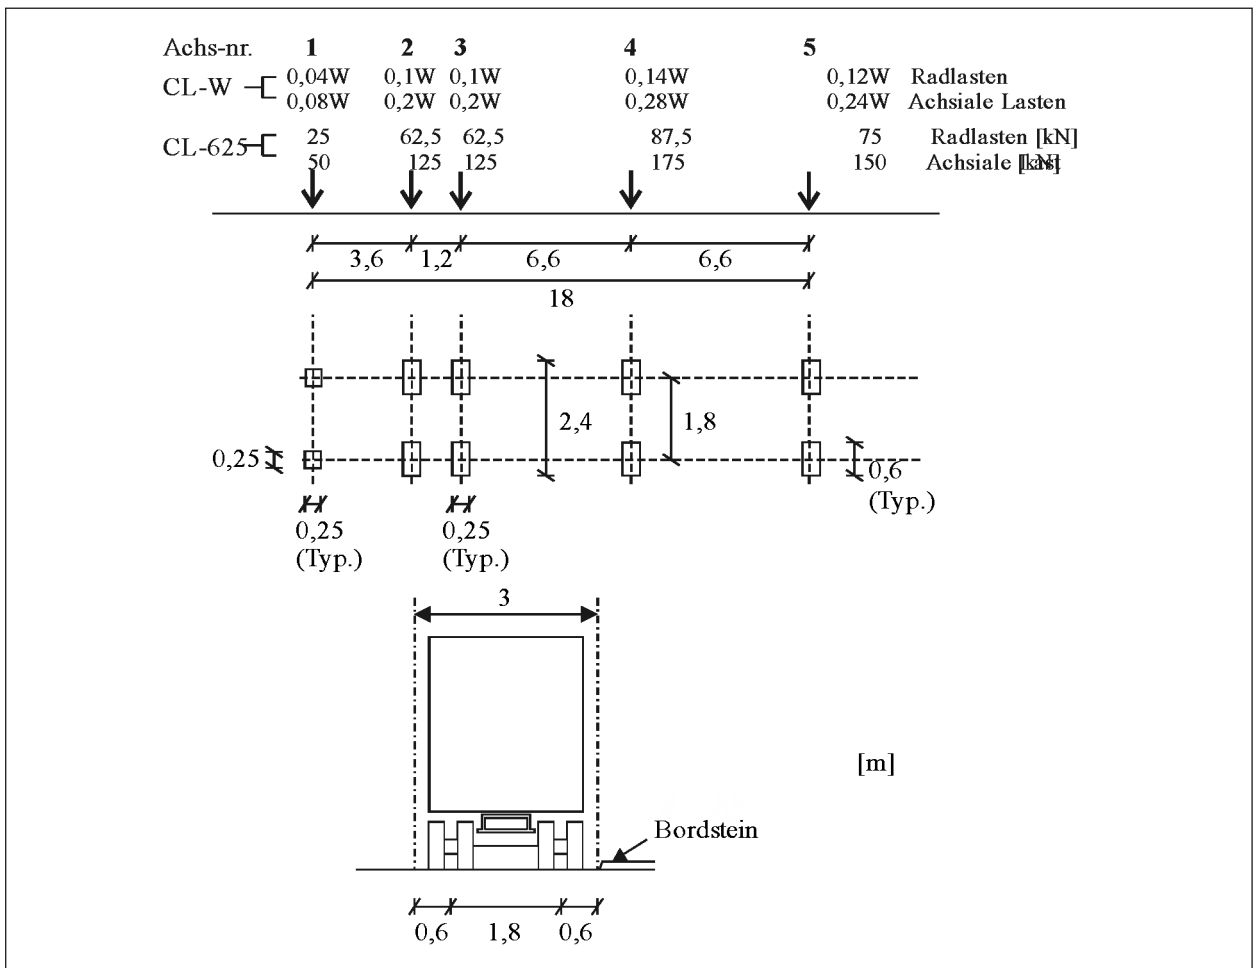 Achs-nr. 1 2 3 4 5
CL-W 0,04W 0,1W 0,1W 0,14W 0,12W Radlasten
0,08W 0,2W 0,2W 0,28W 0,24W Achsiale Lasten
CL-625 25 62,5 62,5 87,5 75 Radlasten [kN]
50 125 125 175 150 Achsiale [kN]
3,6 1,2 6,6 6,6
18
2,4 1,8
0,25 0,6
(Typ.)
0,25 0,25
(Typ.) (Typ.)
3
[m]
Bordstein
0,6 1,8 0,6